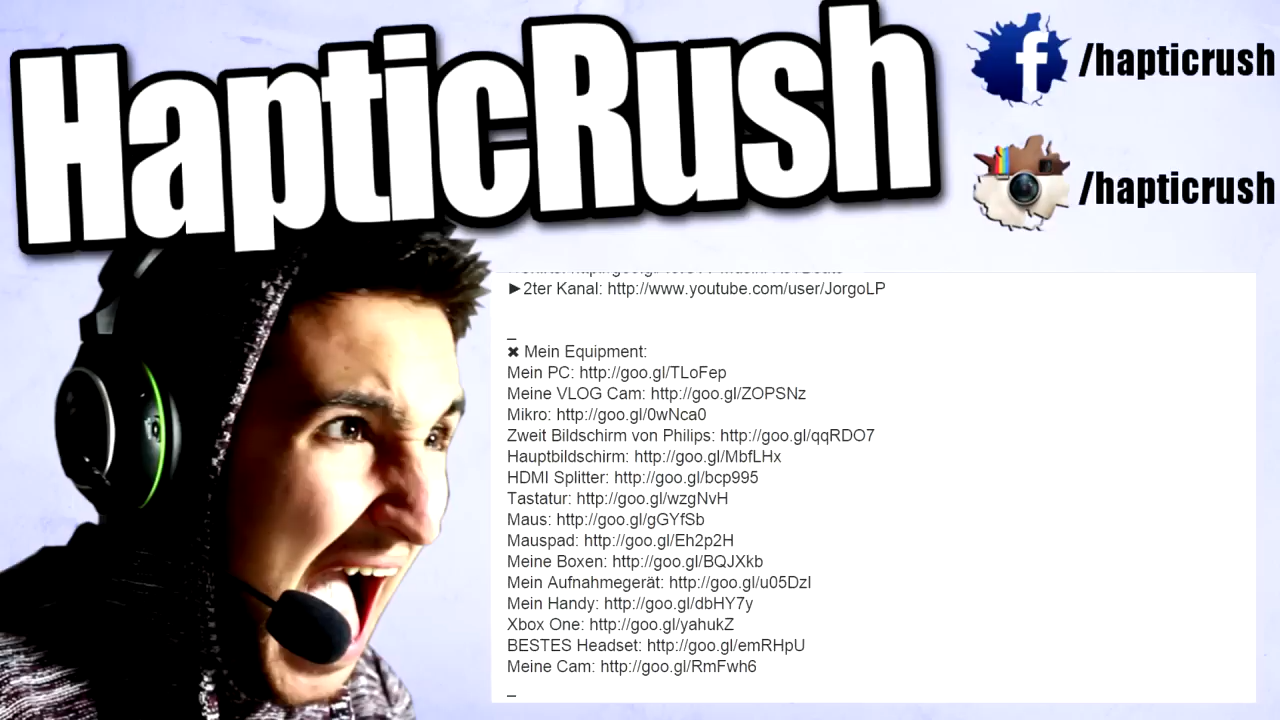 HapticRush
/hapticrush
/hapticrush
►2ter Kanal: http://www.youtube.com/user/JorgoLP
_
✖ Mein Equipment:
Mein PC: http://goo.gl/TLoFep
Meine VLOG Cam: http://goo.gl/ZOPSNz
Mikro: http://goo.gl/0wNca0
Zweit Bildschirm von Philips: http://goo.gl/qqRDO7
Hauptbildschirm: http://goo.gl/MbfLHx
HDMI Splitter: http://goo.gl/bcp995
Tastatur: http://goo.gl/wzgNvH
Maus: http://goo.gl/gGYfSb
Mauspad: http://goo.gl/Eh2p2H
Meine Boxen: http://goo.gl/BQJXkb
Mein Aufnahmegerät: http://goo.gl/u05DzI
Mein Handy: http://goo.gl/dbHY7y
Xbox One: http://goo.gl/yahukZ
BESTES Headset: http://goo.gl/emRHpU
Meine Cam: http://goo.gl/RmFwh6
_